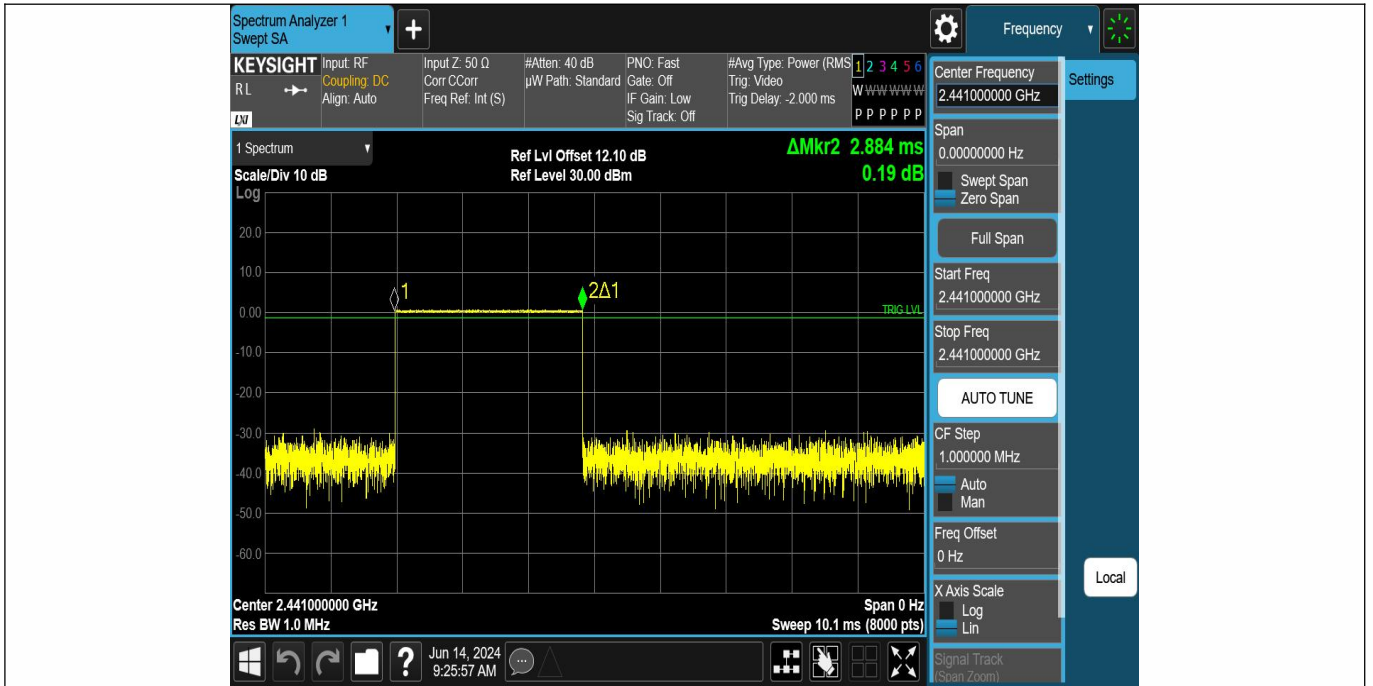 Spectrum Analyzer 1
Swept SA
+
Frequency
KEYSIGHT
RL
LXI
Input: RF
Coupling: DC
Align: Auto
Input Z: 50 Ω
Corr CCorr
Freq Ref: Int (S)
#Atten: 40 dB
µW Path: Standard
PNO: Fast
Gate: Off
IF Gain: Low
Sig Track: Off
#Avg Type: Power (RMS
Trig: Video
Trig Delay: -2.000 ms
1 2 3 4 5 6
W W W W W W
P P P P P P
1 Spectrum
Scale/Div 10 dB
Ref Lvl Offset 12.10 dB
Ref Level 30.00 dBm
ΔMkr2 2.884 ms
0.19 dB
Log
20.0
10.0
0.00
-10.0
-20.0
-30.0
-40.0
-50.0
-60.0
1
2Δ1
TRIG LVL
Center 2.441000000 GHz
Res BW 1.0 MHz
Span 0 Hz
Sweep 10.1 ms (8000 pts)
Center Frequency
2.441000000 GHz
Settings
Span
0.00000000 Hz
Swept Span
Zero Span
Full Span
Start Freq
2.441000000 GHz
Stop Freq
2.441000000 GHz
AUTO TUNE
CF Step
1.000000 MHz
Auto
Man
Freq Offset
0 Hz
X Axis Scale
Log
Lin
Signal Track
(Span Zoom)
Local
?
Jun 14, 2024
9:25:57 AM